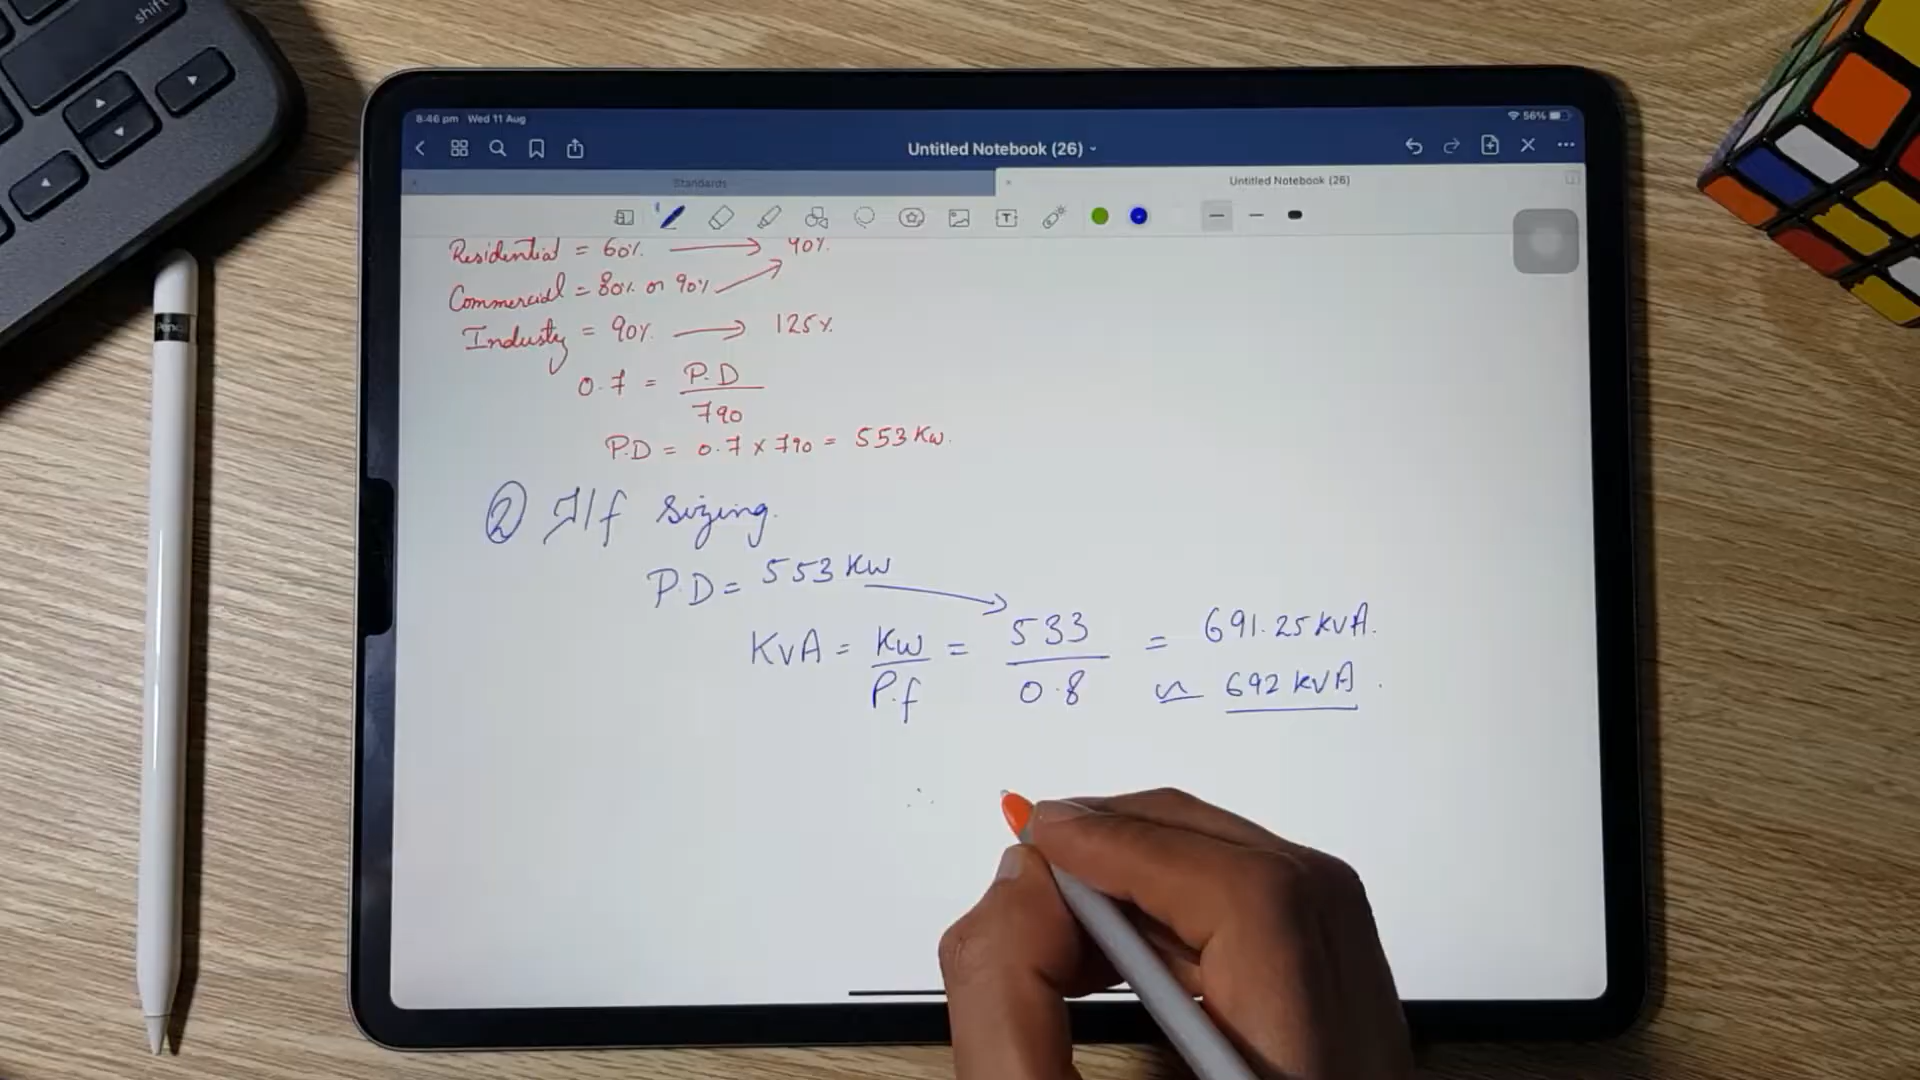 shift
Pencil
8:46 pm Wed 11 Aug
56%
Untitled Notebook (26)
Standards
Untitled Notebook (26)
T
Residential = 60% → 40%.
Commercial = 80% or 90%
Industy = 90% → 125%.
0.7 = P.D / 790
P.D = 0.7 x 790 = 553 Kw.
② T/f Sizing.
P.D = 553 Kw
KvA = Kw / P.f = 533 / 0.8 = 691.25 kvA.
≃ 692 kVA.
∴